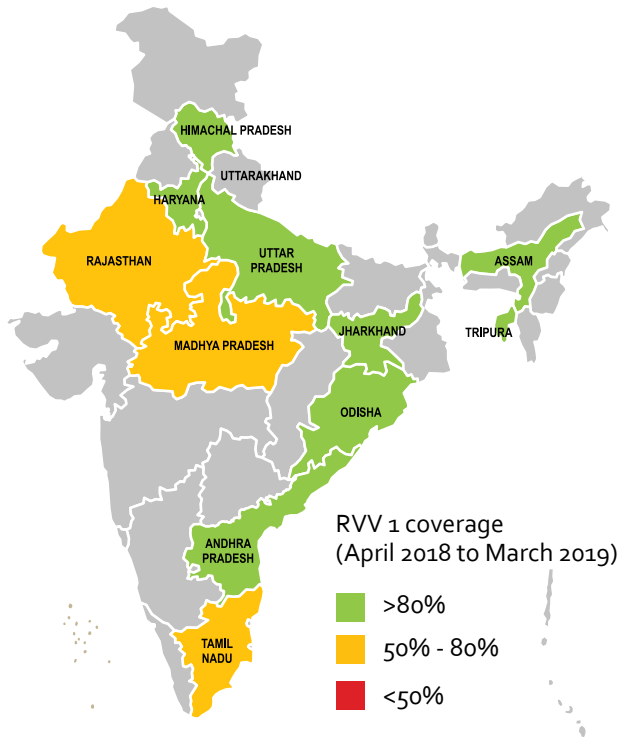 HIMACHAL PRADESH
UTTARAKHAND
HARYANA
RAJASTHAN
UTTAR
PRADESH
ASSAM
JHARKHAND
TRIPURA
MADHYA PRADESH
ODISHA
RVV 1 coverage
(April 2018 to March 2019)
ANDHRA
PRADESH
>80%
50% - 80%
<50%
TAMIL
NADU